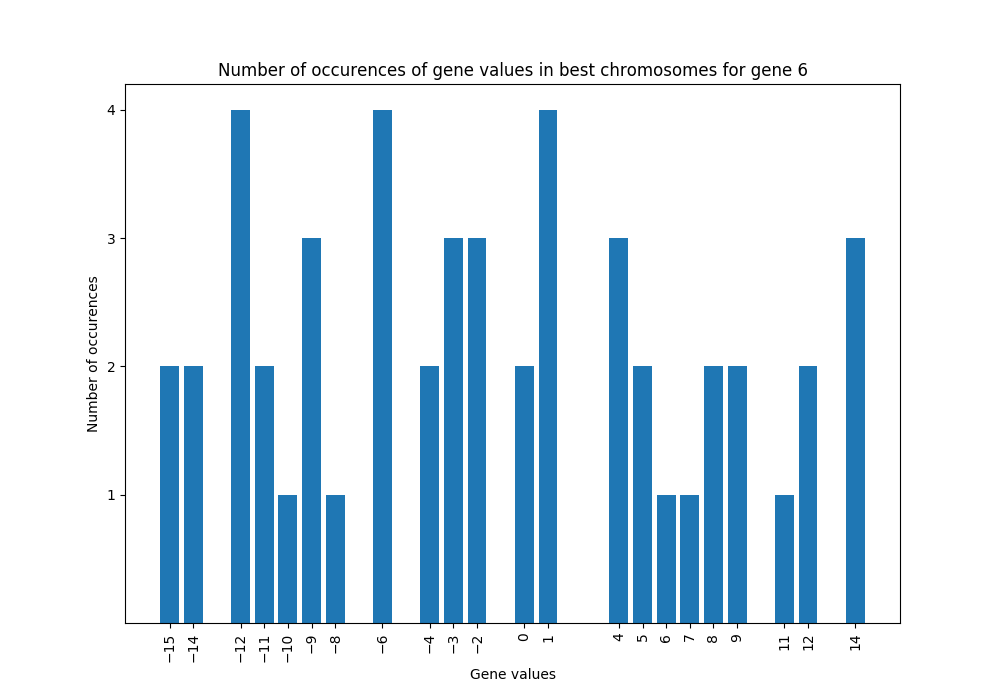 Number of occurences of gene values in best chromosomes for gene 6
Number of occurences
4
3
2
1
−15 −14 −12 −11 −10 −9 −8 −6 −4 −3 −2 0 1 4 5 6 7 8 9 11 12 14
Gene values